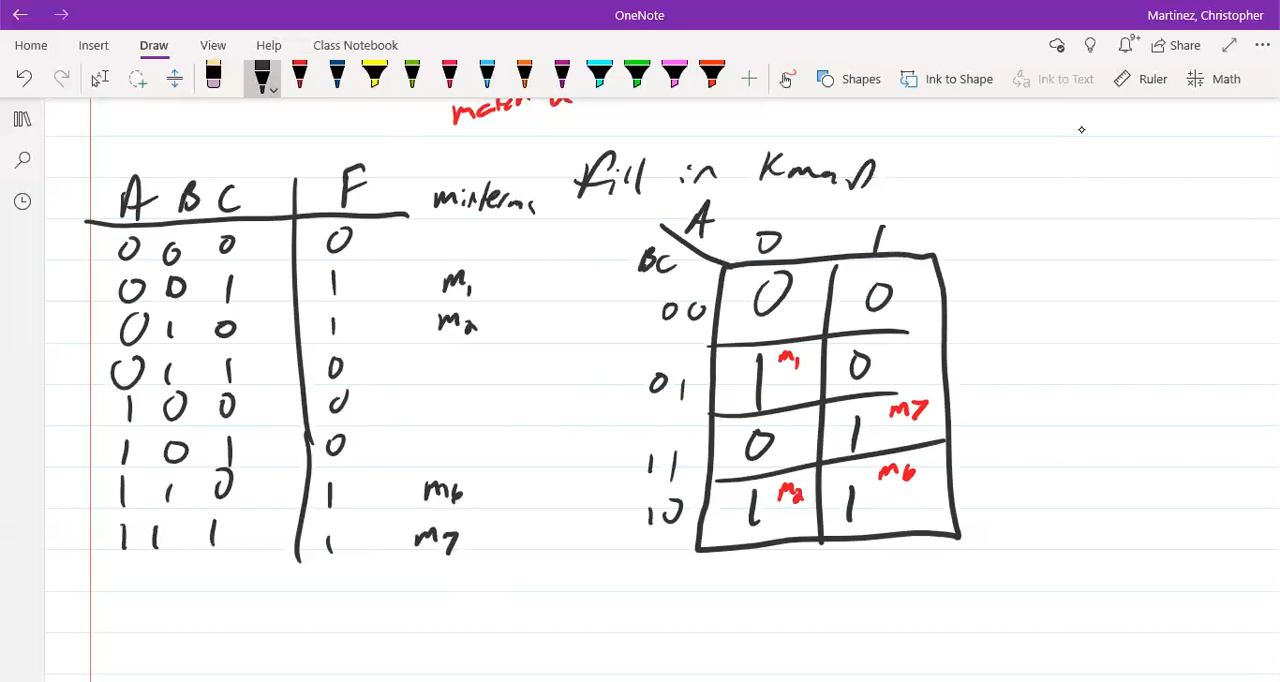 OneNote
Martinez, Christopher
Home Insert Draw View Help Class Notebook
Share
Shapes Ink to Shape Ink to Text Ruler Math
fill in Kmap
A B C F minterms
0 0 0 0
0 0 1 1 m1
0 1 0 1 m2
0 1 1 0
1 0 0 0
1 0 1 0
1 1 0 1 m6
1 1 1 1 m7
A
BC 0 1
00 0 0
01 1 m1 0
11 0 1 m7
10 1 m2 1 m6